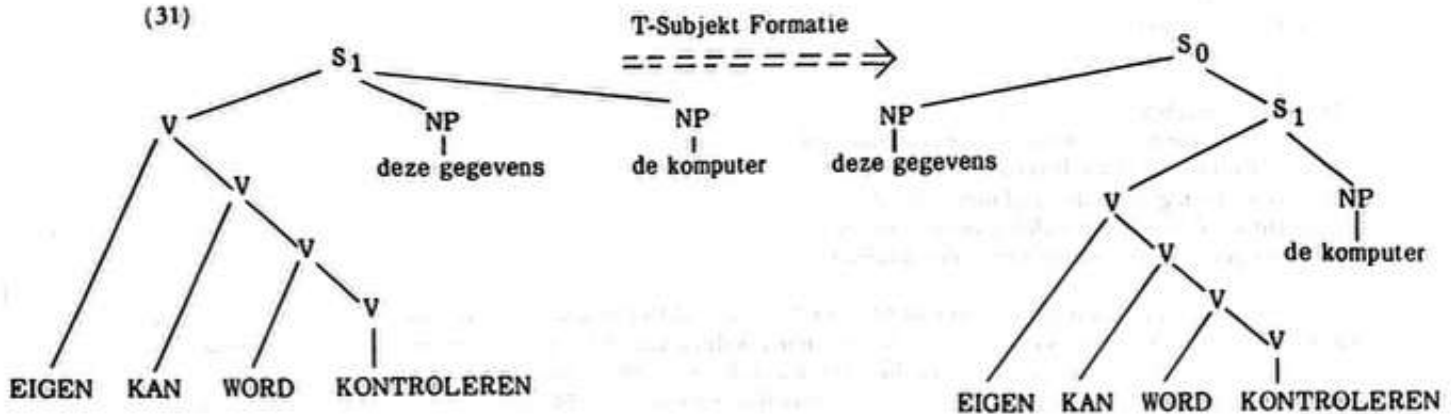 (31)
T-Subjekt Formatie
S1 S0
V NP NP NP S1
deze gegevens de komputer deze gegevens
V V NP
V V de komputer
V V
V
EIGEN KAN WORD KONTROLEREN EIGEN KAN WORD KONTROLEREN